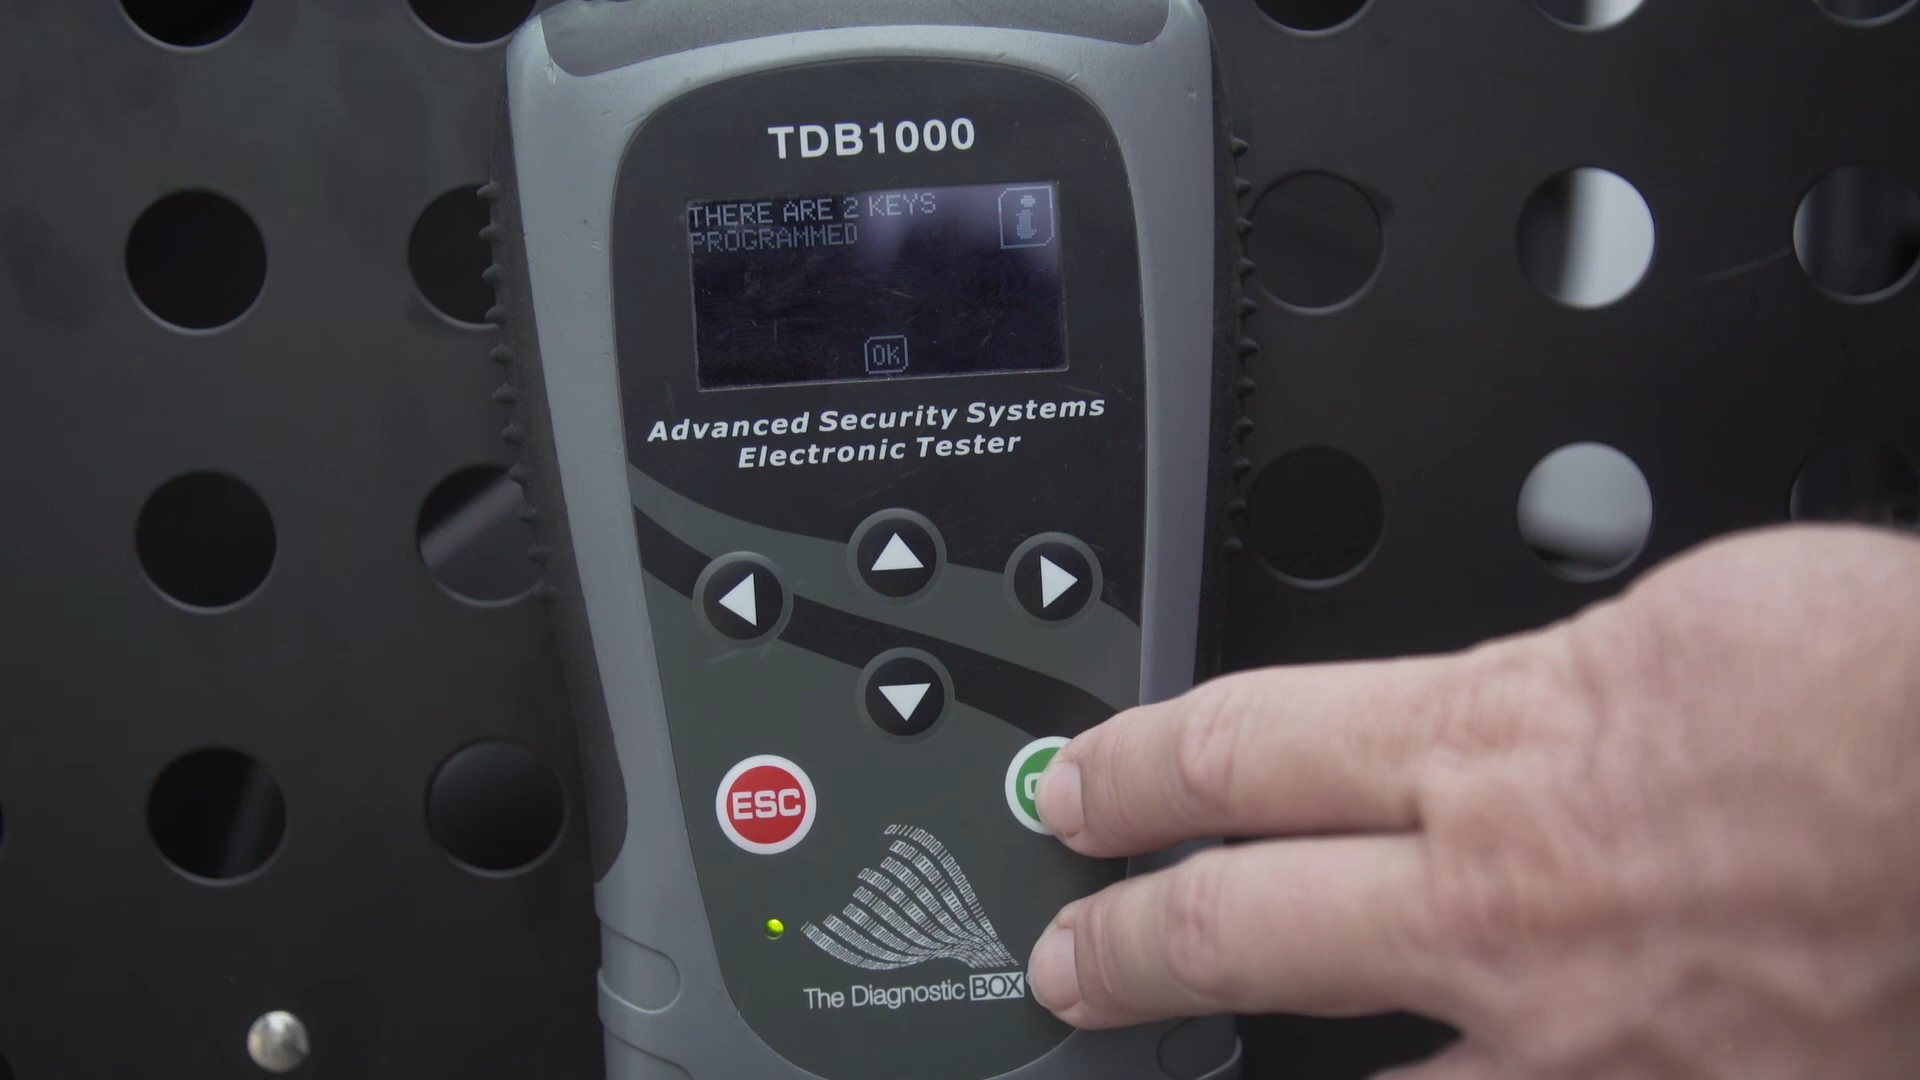 TDB1000
THERE ARE 2 KEYS
PROGRAMMED
OK
Advanced Security Systems
Electronic Tester
ESC
The Diagnostic BOX